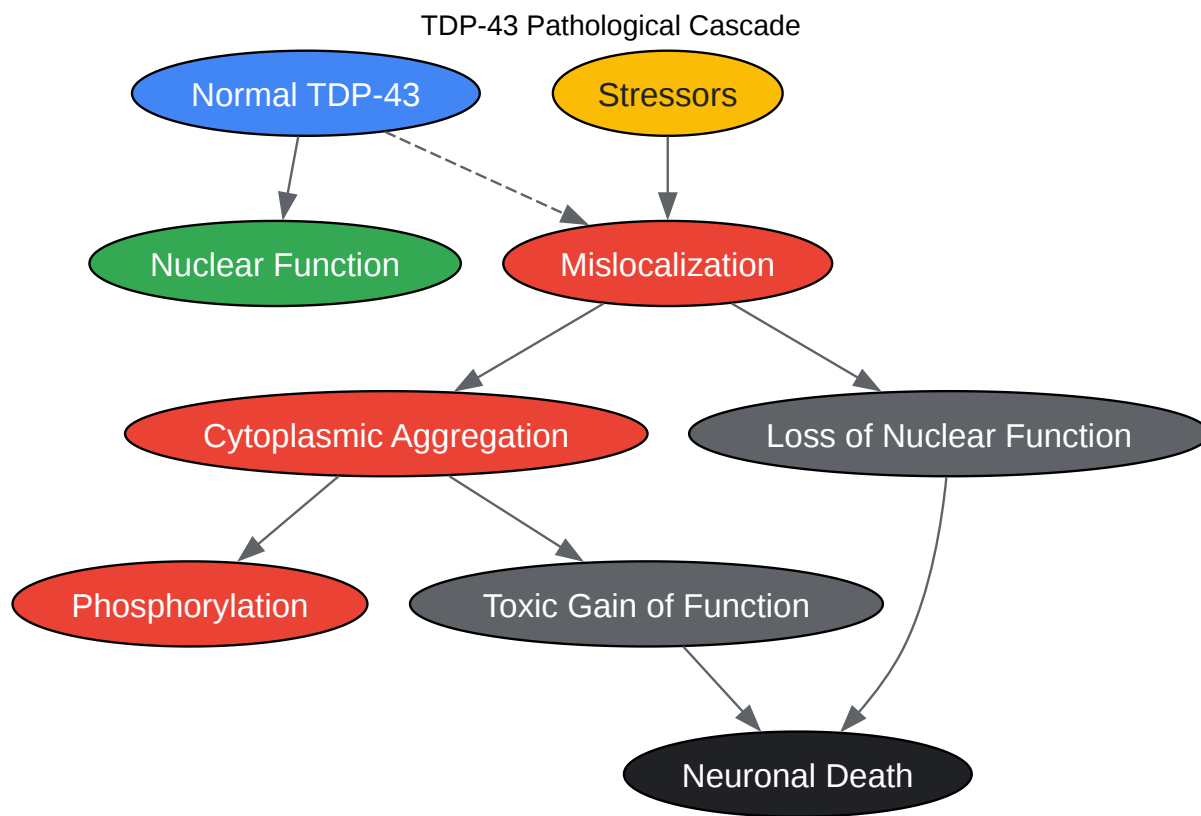 TDP-43 Pathological Cascade
Normal TDP-43
Stressors
Nuclear Function
Mislocalization
Cytoplasmic Aggregation
Loss of Nuclear Function
Phosphorylation
Toxic Gain of Function
Neuronal Death